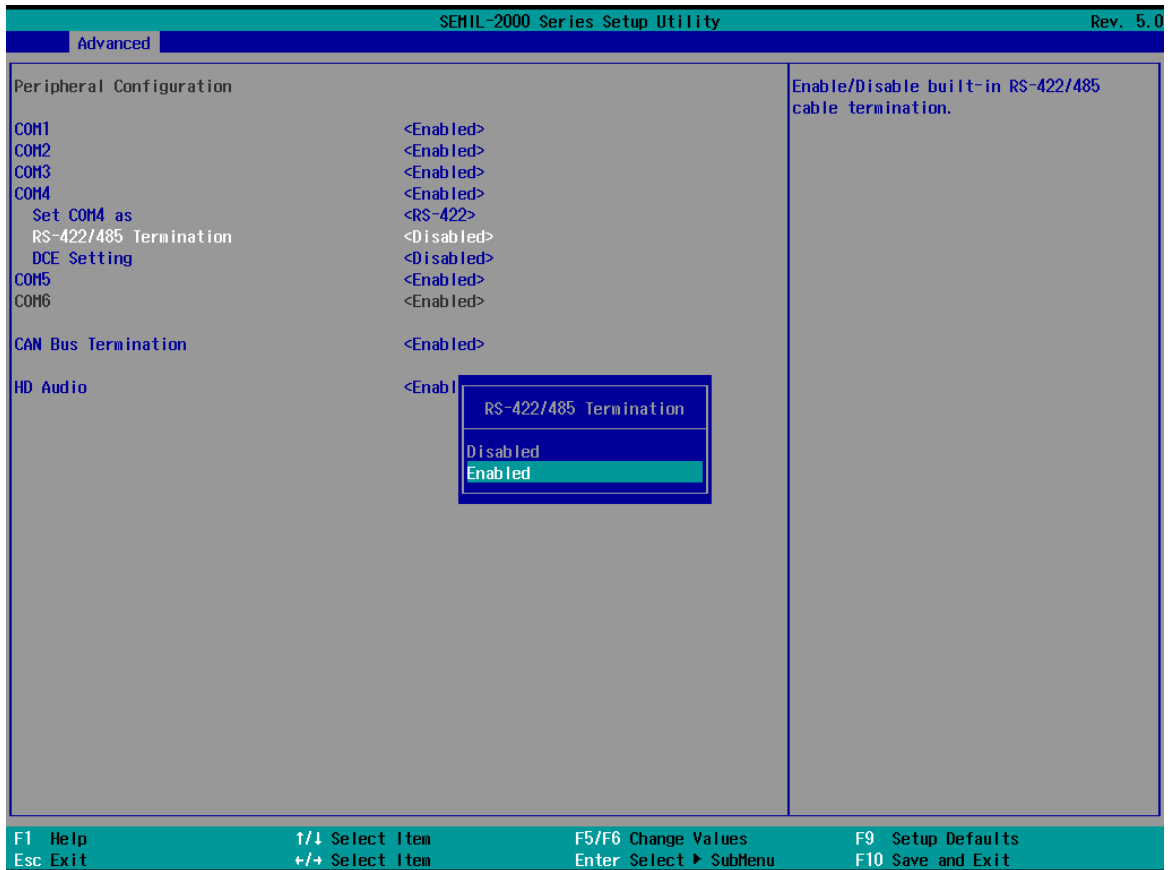 SEMIL-2000 Series Setup Utility Rev. 5.0
Advanced
Peripheral Configuration
COM1 <Enabled>
COM2 <Enabled>
COM3 <Enabled>
COM4 <Enabled>
Set COM4 as <RS-422>
RS-422/485 Termination <Disabled>
DCE Setting <Disabled>
COM5 <Enabled>
COM6 <Enabled>
CAN Bus Termination <Enabled>
HD Audio <Enabl
RS-422/485 Termination
Disabled
Enabled
Enable/Disable built-in RS-422/485
cable termination.
F1 Help ↑/↓ Select Item F5/F6 Change Values F9 Setup Defaults
Esc Exit ←/→ Select Item Enter Select ▶ SubMenu F10 Save and Exit